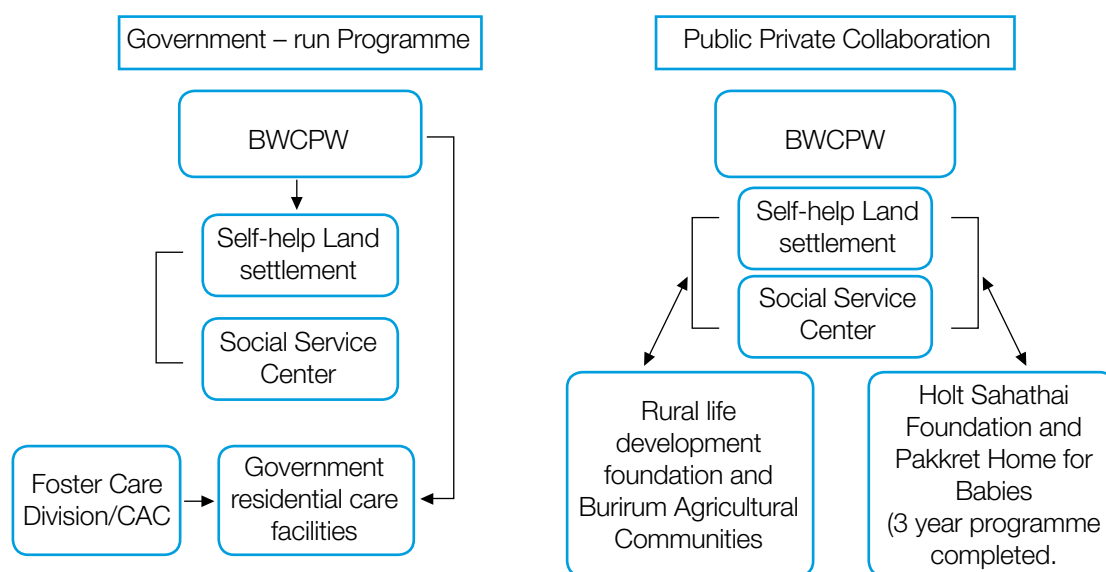 Government – run Programme
BWCPW
Self-help Land
settlement
Social Service
Center
Foster Care
Division/CAC
Government
residential care
facilities
Public Private Collaboration
BWCPW
Self-help Land
settlement
Social Service
Center
Rural life
development
foundation and
Burirum Agricultural
Communities
Holt Sahathai
Foundation and
Pakkret Home for
Babies
(3 year programme
completed.